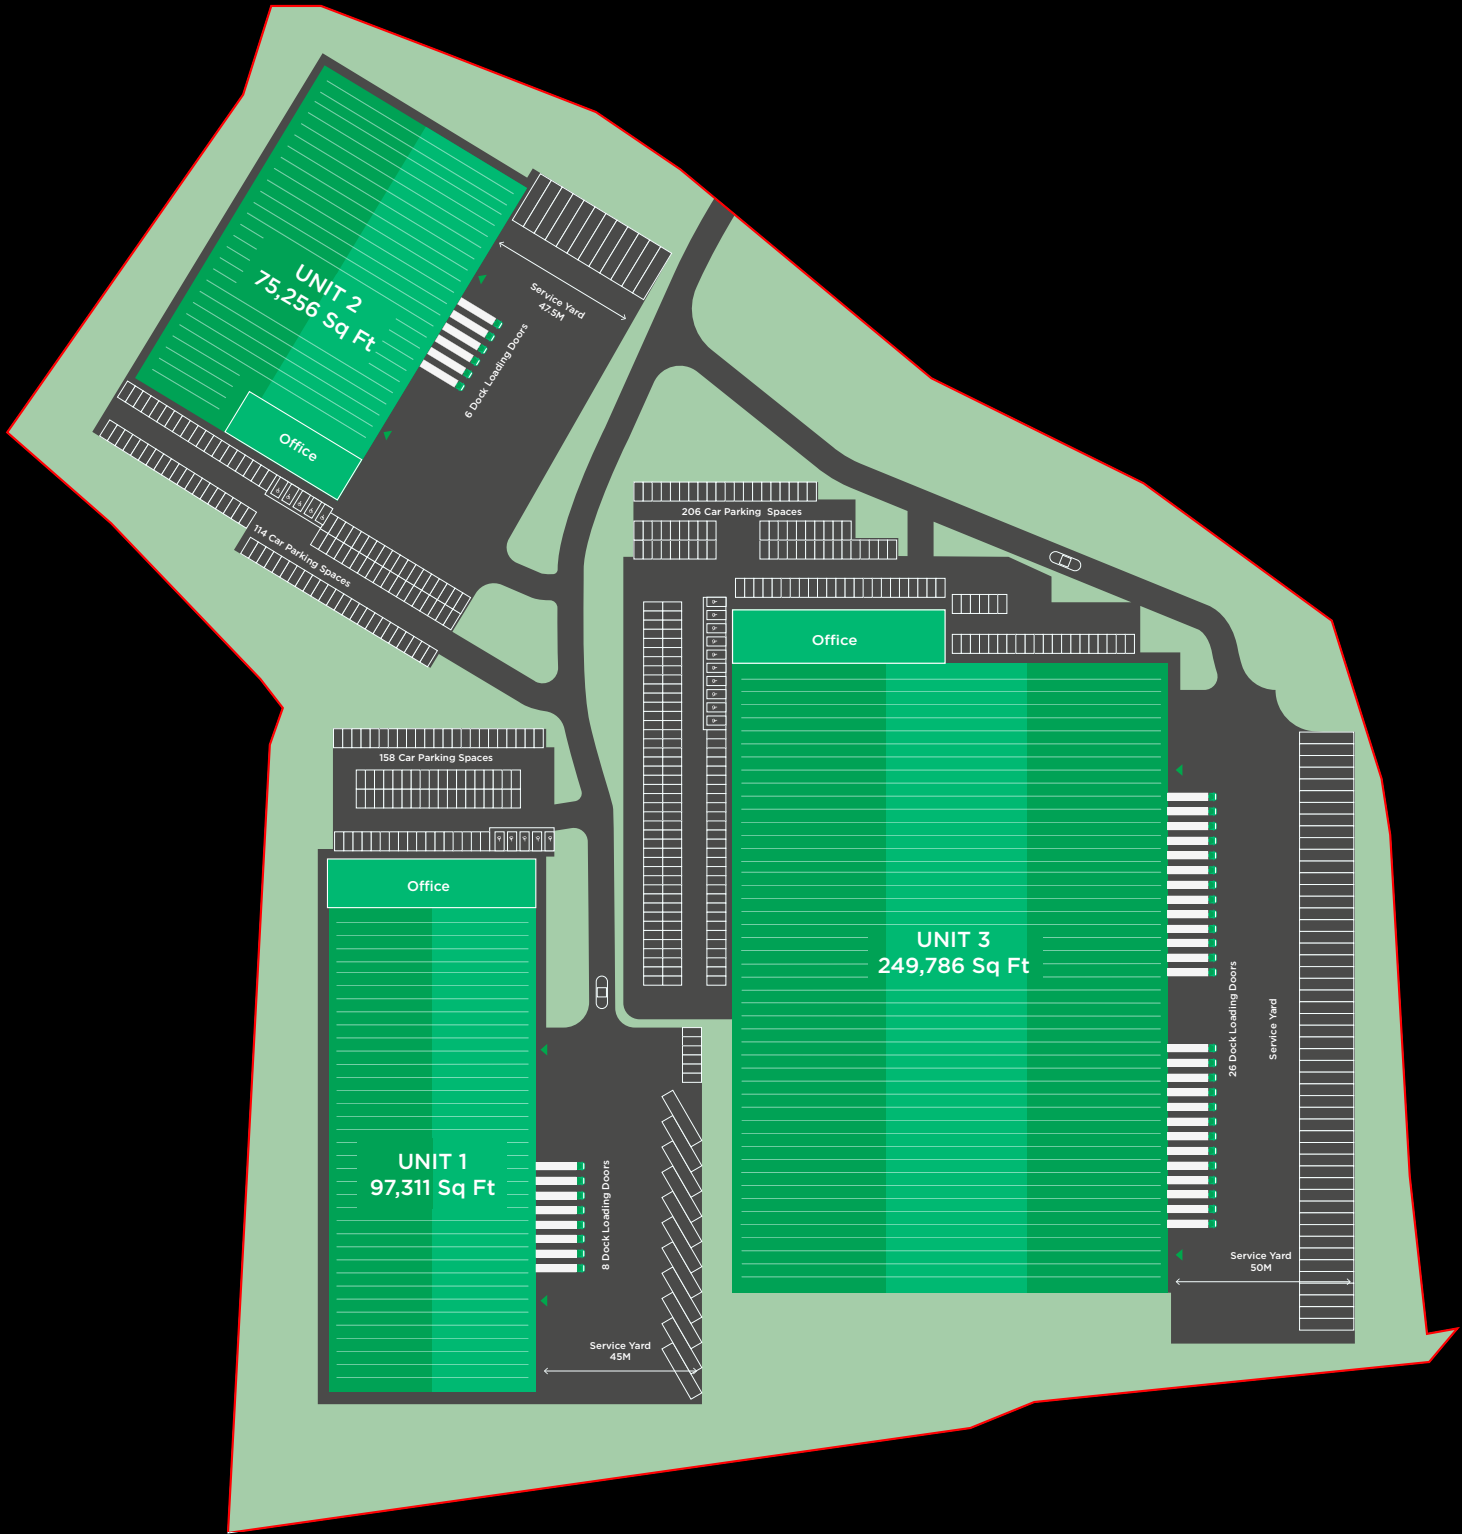 UNIT 2
75,256 Sq Ft
Office
Service Yard
47.5M
6 Dock Loading Doors
114 Car Parking Spaces
206 Car Parking Spaces
Office
UNIT 3
249,786 Sq Ft
26 Dock Loading Doors
Service Yard
Service Yard
50M
158 Car Parking Spaces
Office
UNIT 1
97,311 Sq Ft
8 Dock Loading Doors
Service Yard
45M